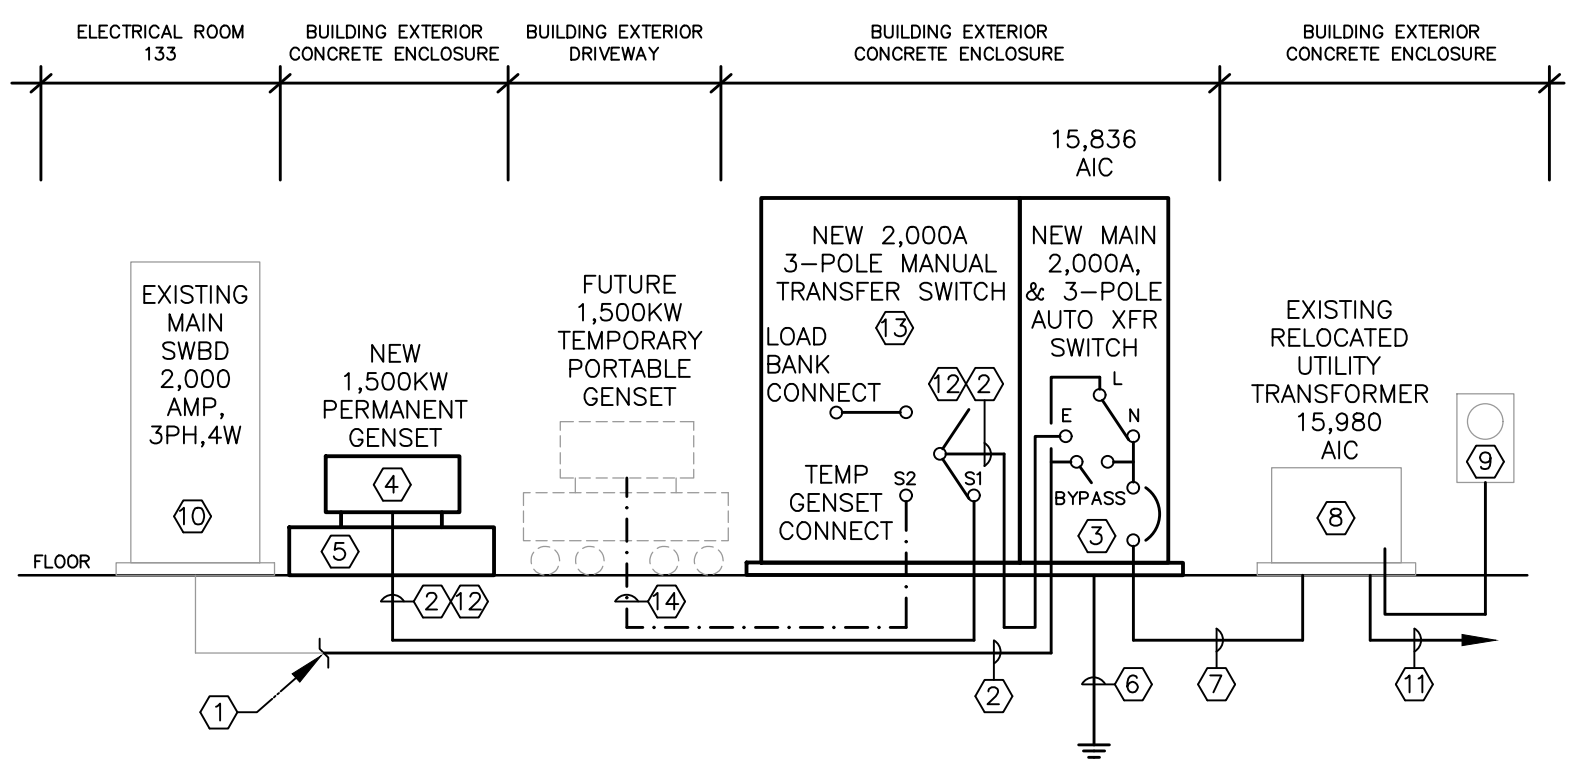 ELECTRICAL ROOM
133
BUILDING EXTERIOR
CONCRETE ENCLOSURE
BUILDING EXTERIOR
DRIVEWAY
BUILDING EXTERIOR
CONCRETE ENCLOSURE
BUILDING EXTERIOR
CONCRETE ENCLOSURE
15,836
AIC
EXISTING
MAIN
SWBD
2,000
AMP,
3PH,4W
10
NEW
1,500KW
PERMANENT
GENSET
4
5
FUTURE
1,500KW
TEMPORARY
PORTABLE
GENSET
NEW 2,000A
3-POLE MANUAL
TRANSFER SWITCH
13
LOAD
BANK
CONNECT
12 2
TEMP
GENSET
CONNECT
S2
S1
NEW MAIN
2,000A,
& 3-POLE
AUTO XFR
SWITCH
L
E
N
BYPASS
3
EXISTING
RELOCATED
UTILITY
TRANSFORMER
15,980
AIC
8
9
FLOOR
2 12
14
1
2
6
7
11